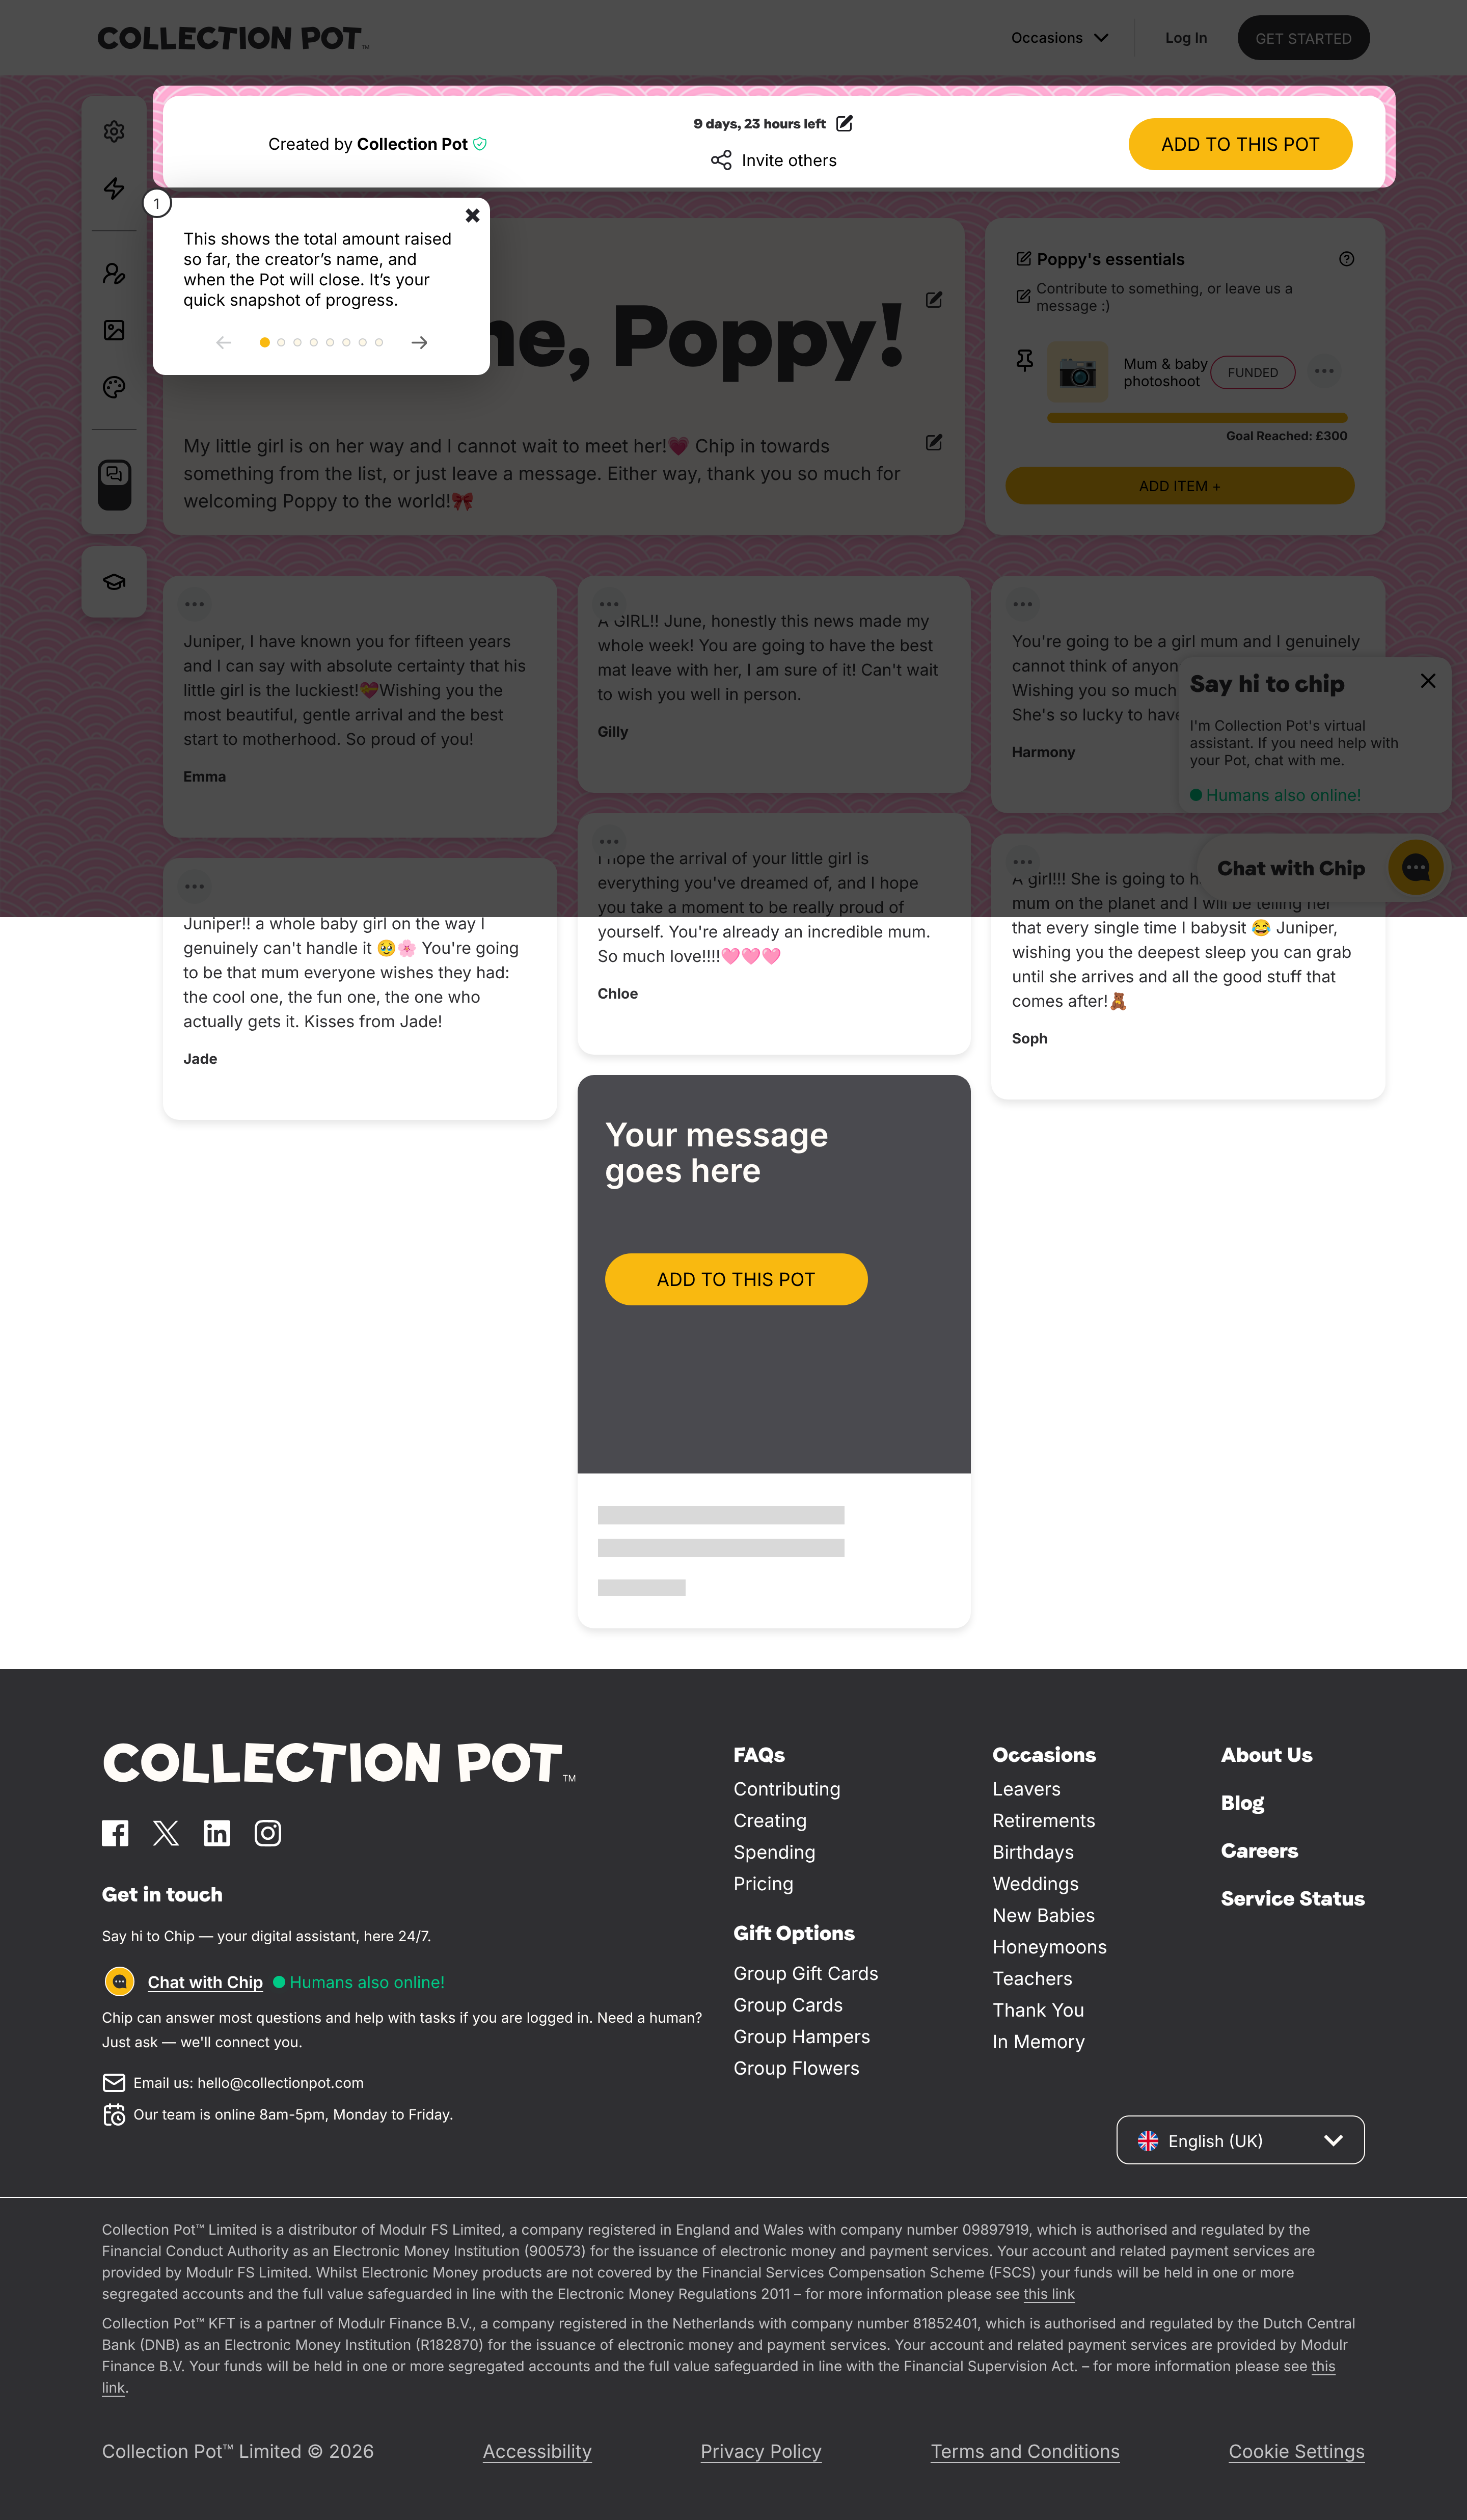 COLLECTION POT™
Occasions
Log In
GET STARTED
Created by Collection Pot
9 days, 23 hours left
Invite others
ADD TO THIS POT
1
This shows the total amount raised
so far, the creator's name, and
when the Pot will close. It's your
quick snapshot of progress.
me, Poppy!
My little girl is on her way and I cannot wait to meet her!💗 Chip in towards
something from the list, or just leave a message. Either way, thank you so much for
welcoming Poppy to the world!🎀
Poppy's essentials
Contribute to something, or leave us a
message :)
Mum & baby
photoshoot
FUNDED
Goal Reached: £300
ADD ITEM +
Juniper, I have known you for fifteen years
and I can say with absolute certainty that his
little girl is the luckiest!💝Wishing you the
most beautiful, gentle arrival and the best
start to motherhood. So proud of you!
Emma
A GIRL!! June, honestly this news made my
whole week! You are going to have the best
mat leave with her, I am sure of it! Can't wait
to wish you well in person.
Gilly
You're going to be a girl mum and I genuinely
cannot think of anyon
Wishing you so much
She's so lucky to have
Harmony
Say hi to chip
I'm Collection Pot's virtual
assistant. If you need help with
your Pot, chat with me.
Humans also online!
Chat with Chip
Juniper!! a whole baby girl on the way I
genuinely can't handle it 🥹🌸 You're going
to be that mum everyone wishes they had:
the cool one, the fun one, the one who
actually gets it. Kisses from Jade!
Jade
I hope the arrival of your little girl is
everything you've dreamed of, and I hope
you take a moment to be really proud of
yourself. You're already an incredible mum.
So much love!!!!🩷🩷🩷
Chloe
A girl!!! She is going to h
mum on the planet and I will be telling her
that every single time I babysit 😂 Juniper,
wishing you the deepest sleep you can grab
until she arrives and all the good stuff that
comes after!🧸
Soph
Your message
goes here
ADD TO THIS POT
COLLECTION POT™
Get in touch
Say hi to Chip — your digital assistant, here 24/7.
Chat with Chip
Humans also online!
Chip can answer most questions and help with tasks if you are logged in. Need a human?
Just ask — we'll connect you.
Email us: hello@collectionpot.com
Our team is online 8am-5pm, Monday to Friday.
FAQs
Contributing
Creating
Spending
Pricing
Gift Options
Group Gift Cards
Group Cards
Group Hampers
Group Flowers
Occasions
Leavers
Retirements
Birthdays
Weddings
New Babies
Honeymoons
Teachers
Thank You
In Memory
About Us
Blog
Careers
Service Status
English (UK)
Collection Pot™ Limited is a distributor of Modulr FS Limited, a company registered in England and Wales with company number 09897919, which is authorised and regulated by the
Financial Conduct Authority as an Electronic Money Institution (900573) for the issuance of electronic money and payment services. Your account and related payment services are
provided by Modulr FS Limited. Whilst Electronic Money products are not covered by the Financial Services Compensation Scheme (FSCS) your funds will be held in one or more
segregated accounts and the full value safeguarded in line with the Electronic Money Regulations 2011 – for more information please see this link
Collection Pot™ KFT is a partner of Modulr Finance B.V., a company registered in the Netherlands with company number 81852401, which is authorised and regulated by the Dutch Central
Bank (DNB) as an Electronic Money Institution (R182870) for the issuance of electronic money and payment services. Your account and related payment services are provided by Modulr
Finance B.V. Your funds will be held in one or more segregated accounts and the full value safeguarded in line with the Financial Supervision Act. – for more information please see this
link.
Collection Pot™ Limited © 2026
Accessibility
Privacy Policy
Terms and Conditions
Cookie Settings